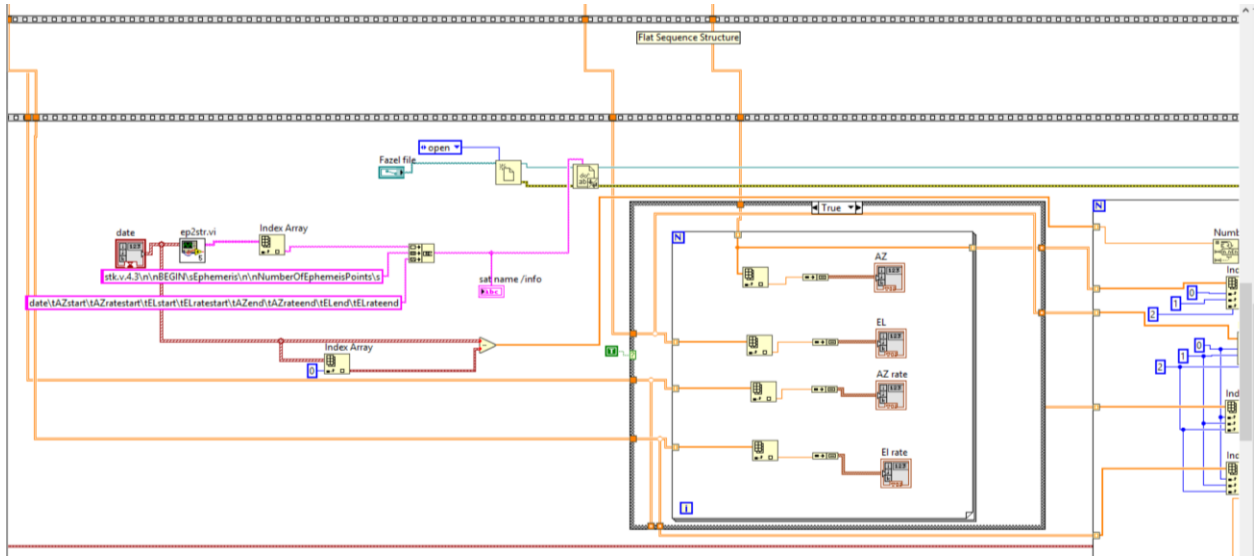 Flat Sequence Structure
open
Fazel file
True
date
ep2str.vi
Index Array
AZ
stk.v.4.3\n\nBEGIN\sEphemeris\n\nNumberOfEphemeisPoints\s
sat name /info
date\tAZstart\tAZratestart\tELstart\tELratestart\tAZend\tAZrateend\tELend\tELrateend
EL
Index Array
0
AZ rate
El rate
N
i
N
Numb
Ind
0
1
2
0
1
2
Ind
Ind